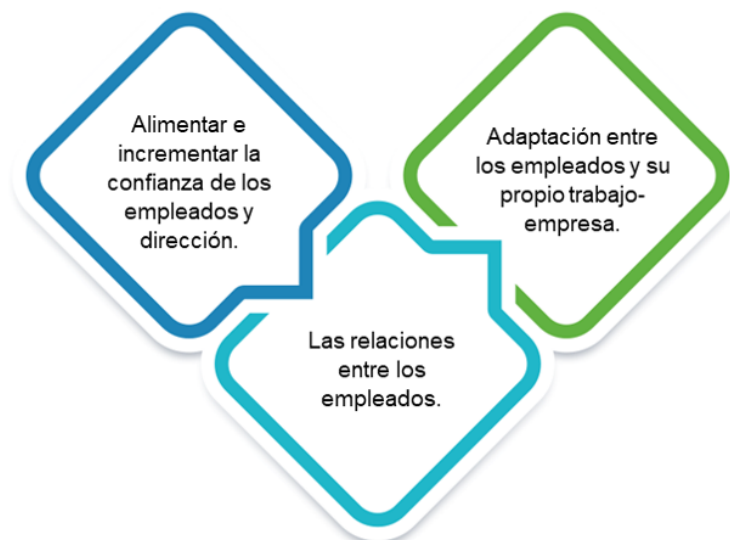 Alimentar e
incrementar la
confianza de los
empleados y
dirección.
Adaptación entre
los empleados y su
propio trabajo-
empresa.
Las relaciones
entre los
empleados.